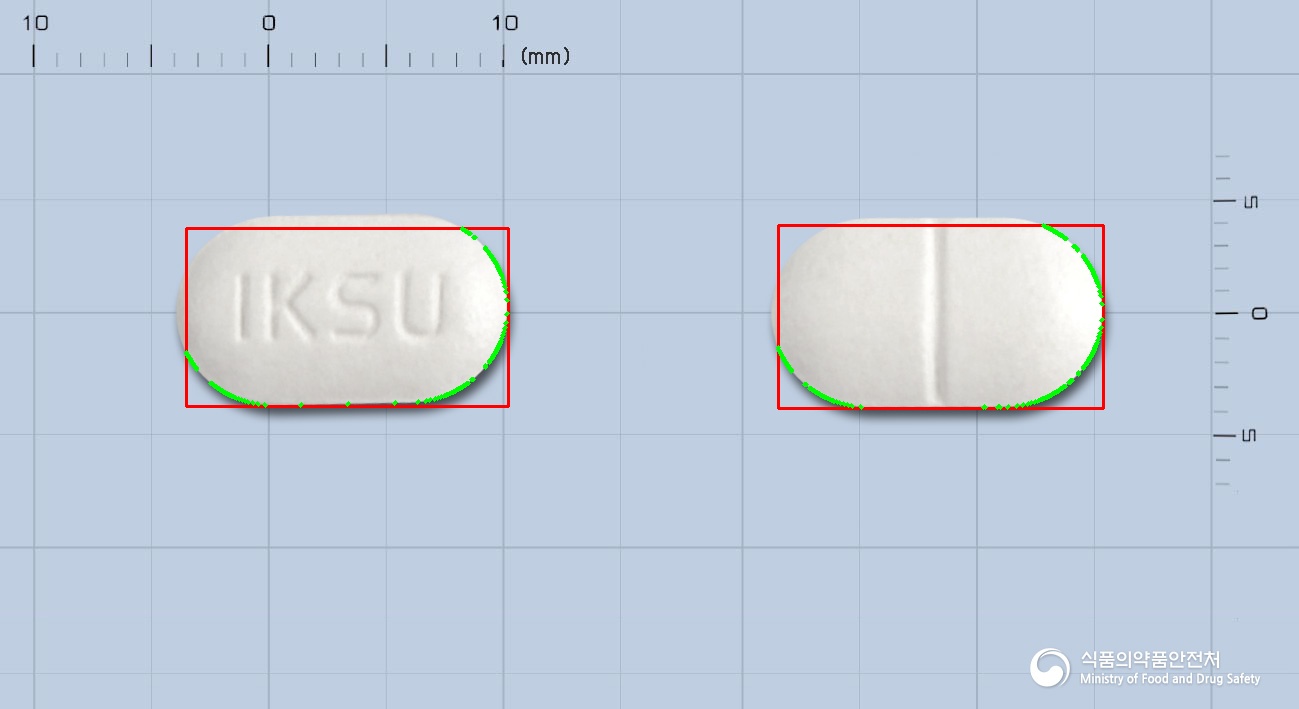 10 0 10
(mm)
IKSU
5
0
5
식품의약품안전처
Ministry of Food and Drug Safety